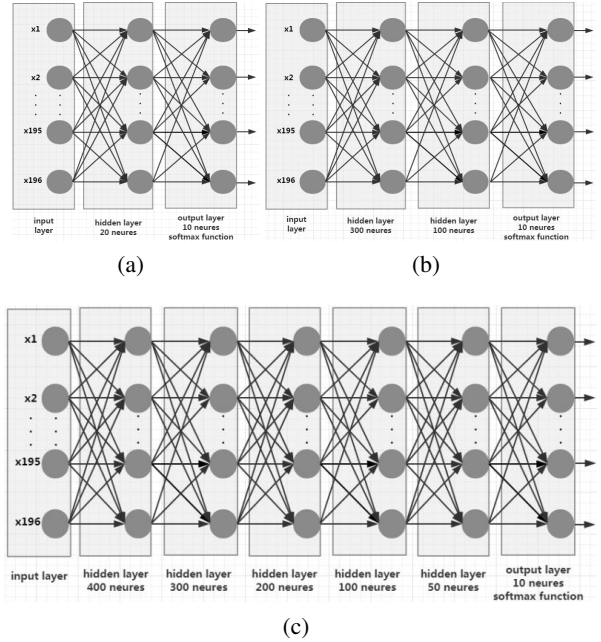 x1
x2
x195
x196
input
layer
hidden layer
20 neures
output layer
10 neures
softmax function
(a)
x1
x2
x195
x196
input
layer
hidden layer
300 neures
hidden layer
100 neures
output layer
10 neures
softmax function
(b)
x1
x2
x195
x196
input layer
hidden layer
400 neures
hidden layer
300 neures
hidden layer
200 neures
hidden layer
100 neures
hidden layer
50 neures
output layer
10 neures
softmax function
(c)